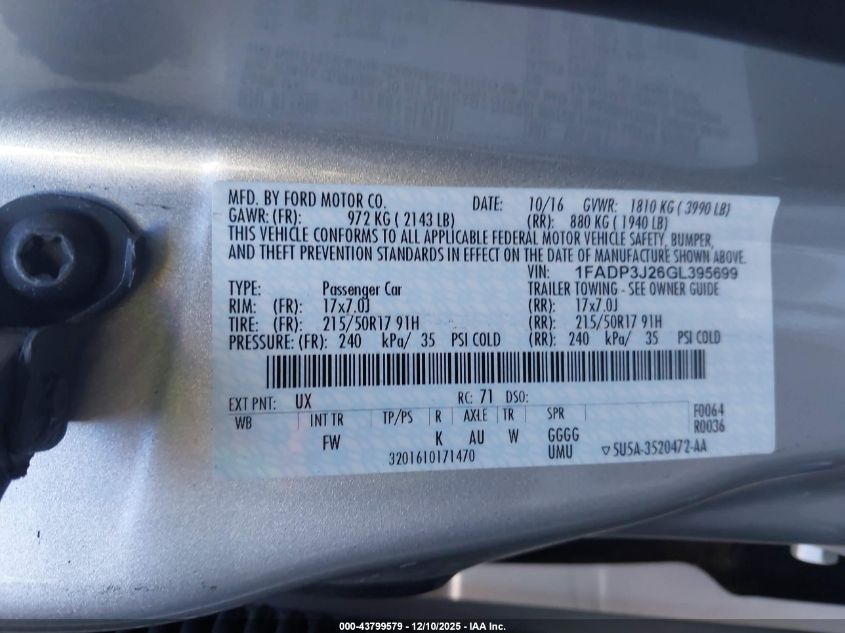 MFD. BY FORD MOTOR CO. DATE: 10/16 GVWR: 1810 KG ( 3990 LB)
GAWR: (FR): 972 KG ( 2143 LB) (RR): 880 KG ( 1940 LB)
THIS VEHICLE CONFORMS TO ALL APPLICABLE FEDERAL MOTOR VEHICLE SAFETY, BUMPER,
AND THEFT PREVENTION STANDARDS IN EFFECT ON THE DATE OF MANUFACTURE SHOWN ABOVE.
VIN: 1FADP3J26GL395699
TYPE: Passenger Car TRAILER TOWING - SEE OWNER GUIDE
RIM: (FR): 17x7.0J (RR): 17x7.0J
TIRE: (FR): 215/50R17 91H (RR): 215/50R17 91H
PRESSURE: (FR): 240 kPa/ 35 PSI COLD (RR): 240 kPa/ 35 PSI COLD
EXT PNT: UX RC: 71 DSO:
WB INT TR TP/PS R AXLE TR SPR F0064
FW K AU W GGGG R0036
3201610171470 UMU ▽5U5A-3520472-AA
000-43799579 - 12/10/2025 - IAA Inc.